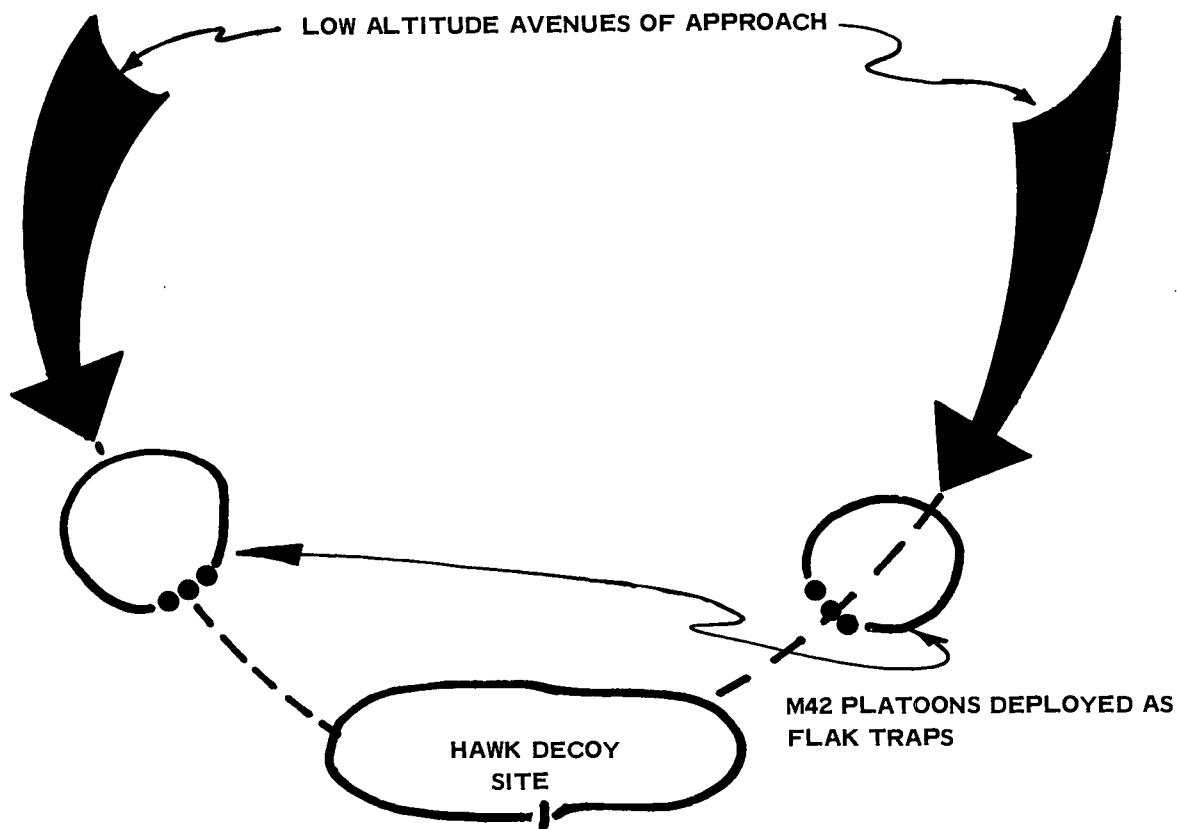 LOW ALTITUDE AVENUES OF APPROACH
M42 PLATOONS DEPLOYED AS
FLAK TRAPS
HAWK DECOY
SITE